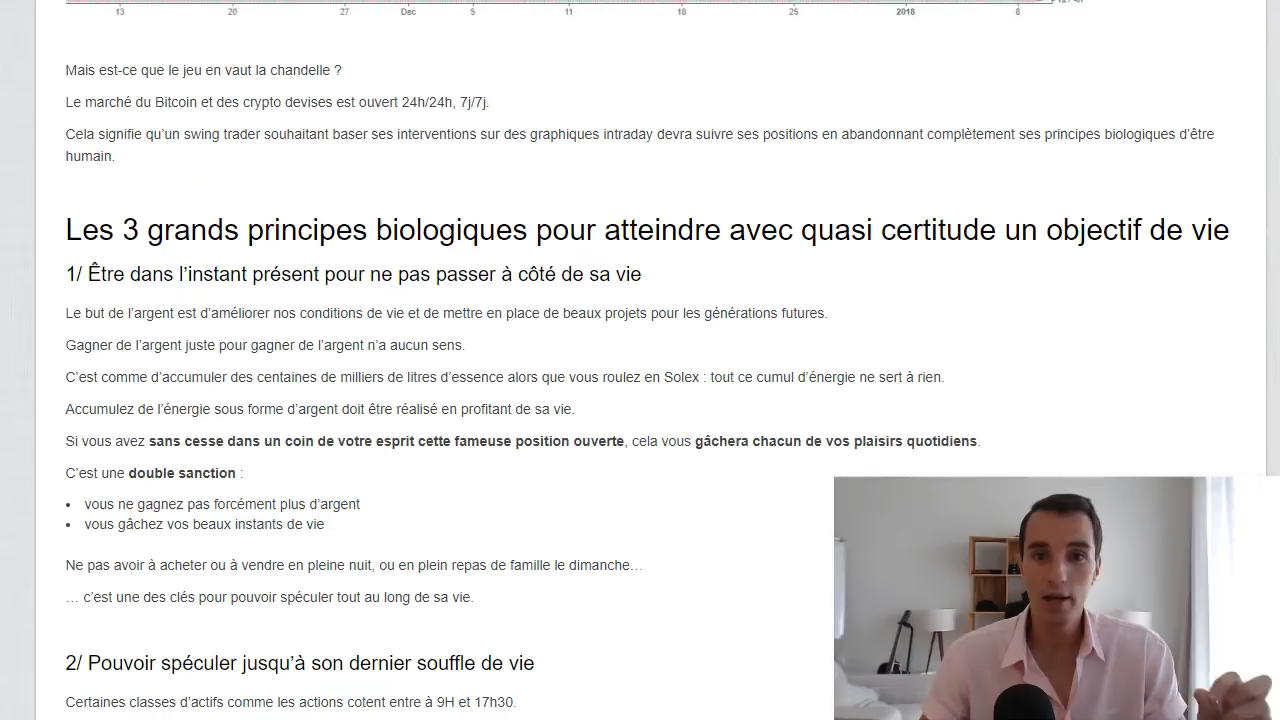 13 20 27 Dec 5 11 18 25 2018 8
Mais est-ce que le jeu en vaut la chandelle ?
Le marché du Bitcoin et des crypto devises est ouvert 24h/24h, 7j/7j.
Cela signifie qu'un swing trader souhaitant baser ses interventions sur des graphiques intraday devra suivre ses positions en abandonnant complètement ses principes biologiques d'être
humain.
Les 3 grands principes biologiques pour atteindre avec quasi certitude un objectif de vie
1/ Être dans l'instant présent pour ne pas passer à côté de sa vie
Le but de l'argent est d'améliorer nos conditions de vie et de mettre en place de beaux projets pour les générations futures.
Gagner de l'argent juste pour gagner de l'argent n'a aucun sens.
C'est comme d'accumuler des centaines de milliers de litres d'essence alors que vous roulez en Solex : tout ce cumul d'énergie ne sert à rien.
Accumulez de l'énergie sous forme d'argent doit être réalisé en profitant de sa vie.
Si vous avez sans cesse dans un coin de votre esprit cette fameuse position ouverte, cela vous gâchera chacun de vos plaisirs quotidiens.
C'est une double sanction :
• vous ne gagnez pas forcément plus d'argent
• vous gâchez vos beaux instants de vie
Ne pas avoir à acheter ou à vendre en pleine nuit, ou en plein repas de famille le dimanche…
… c'est une des clés pour pouvoir spéculer tout au long de sa vie.
2/ Pouvoir spéculer jusqu'à son dernier souffle de vie
Certaines classes d'actifs comme les actions cotent entre à 9H et 17h30.